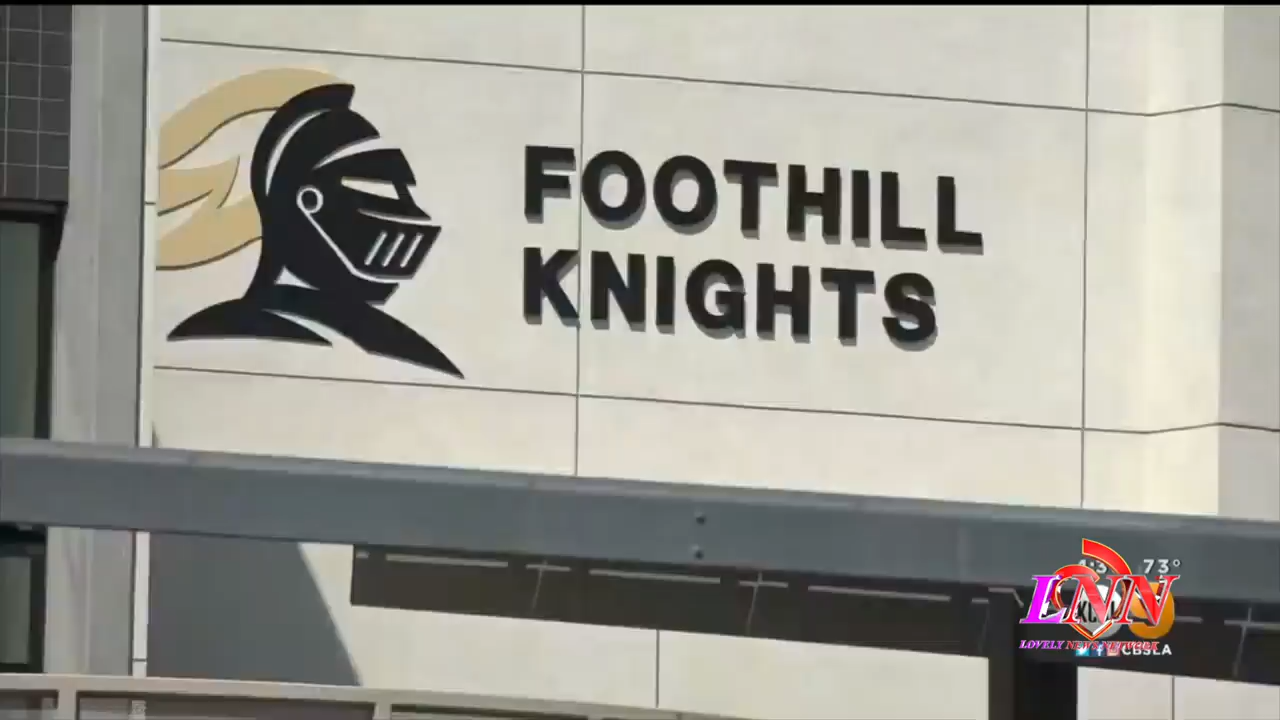 FOOTHILL
KNIGHTS
73°
LNN
LOVELY NEWS NETWORK
CBSLA